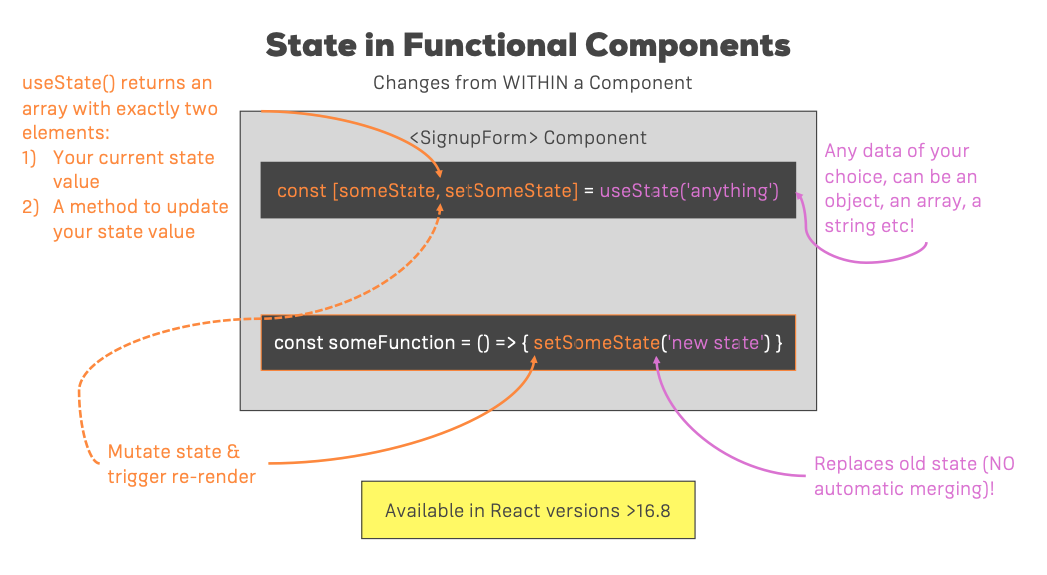 State in Functional Components
Changes from WITHIN a Component
useState() returns an
array with exactly two
elements:
1) Your current state
value
2) A method to update
your state value
<SignupForm> Component
const [someState, setSomeState] = useState('anything')
Any data of your
choice, can be an
object, an array, a
string etc!
const someFunction = () => { setSomeState('new state') }
Mutate state &
trigger re-render
Replaces old state (NO
automatic merging)!
Available in React versions >16.8